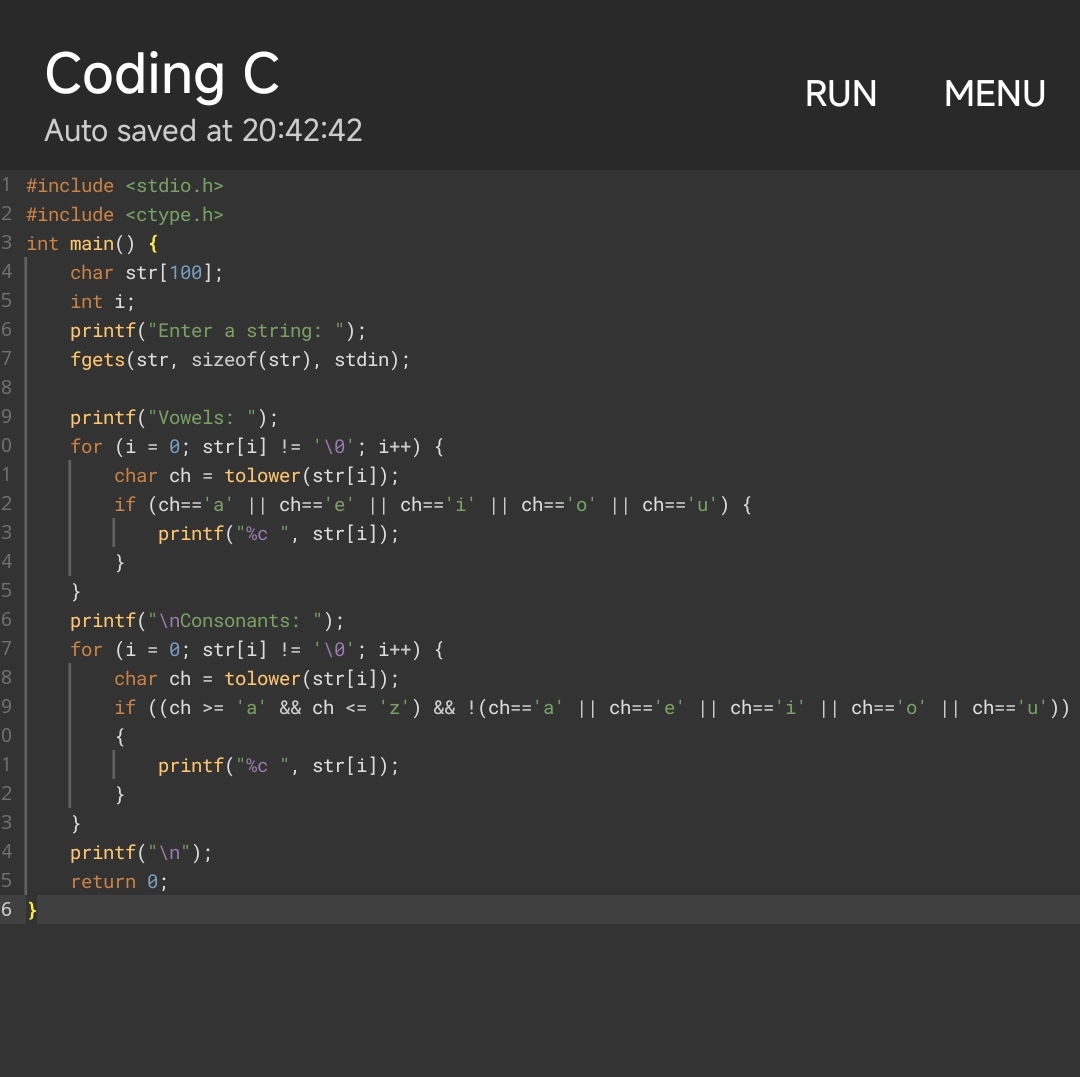 Coding C
RUN MENU
Auto saved at 20:42:42
1 #include <stdio.h>
2 #include <ctype.h>
3 int main() {
4     char str[100];
5     int i;
6     printf("Enter a string: ");
7     fgets(str, sizeof(str), stdin);
8
9     printf("Vowels: ");
0     for (i = 0; str[i] != '\0'; i++) {
1         char ch = tolower(str[i]);
2         if (ch=='a' || ch=='e' || ch=='i' || ch=='o' || ch=='u') {
3             printf("%c ", str[i]);
4         }
5     }
6     printf("\nConsonants: ");
7     for (i = 0; str[i] != '\0'; i++) {
8         char ch = tolower(str[i]);
9         if ((ch >= 'a' && ch <= 'z') && !(ch=='a' || ch=='e' || ch=='i' || ch=='o' || ch=='u'))
0         {
1             printf("%c ", str[i]);
2         }
3     }
4     printf("\n");
5     return 0;
6 }